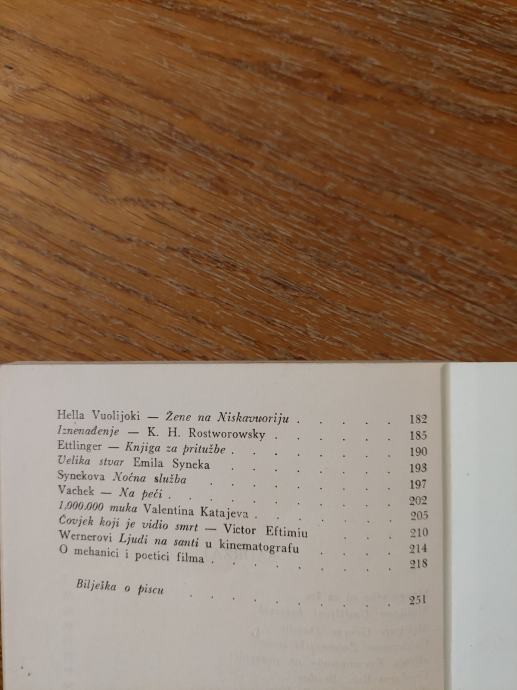 Hella Vuolijoki — Žene na Niskavuoriju . . . . . 182
Iznenađenje — K. H. Rostworowsky . . . . . 185
Ettlinger — Knjiga za pritužbe . . . . . . 190
Velika stvar Emila Syneka . . . . . . 193
Synekova Noćna služba . . . . . . 197
Vachek — Na peći . . . . . . . 202
1,000.000 muka Valentina Katajeva . . . . . 205
Čovjek koji je vidio smrt — Victor Eftimiu . . . 210
Wernerovi Ljudi na santi u kinematografu . . . 214
O mehanici i poetici filma . . . . . . 218
Bilješka o piscu . . . . . . 251